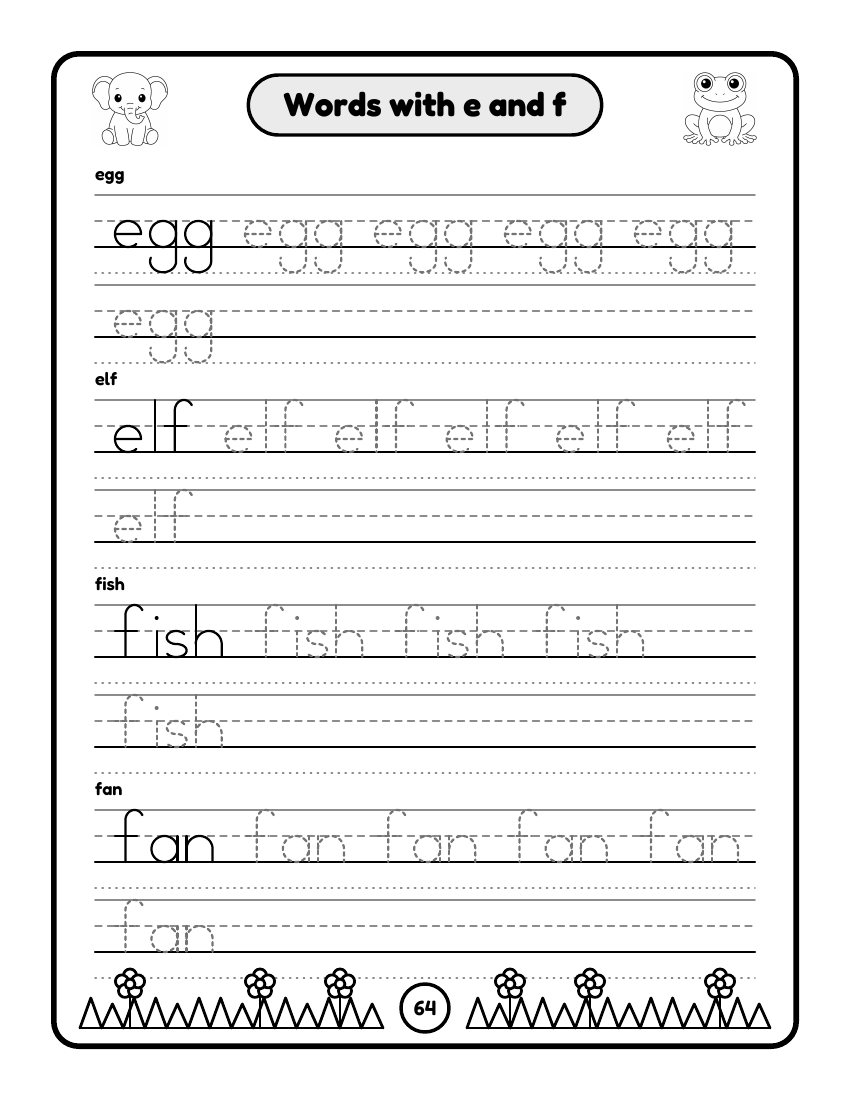 Words with e and f
egg
egg egg egg egg egg
egg
elf
elf elf elf elf elf elf
elf
fish
fish fish fish fish
fish
fan
fan fan fan fan fan
fan
64